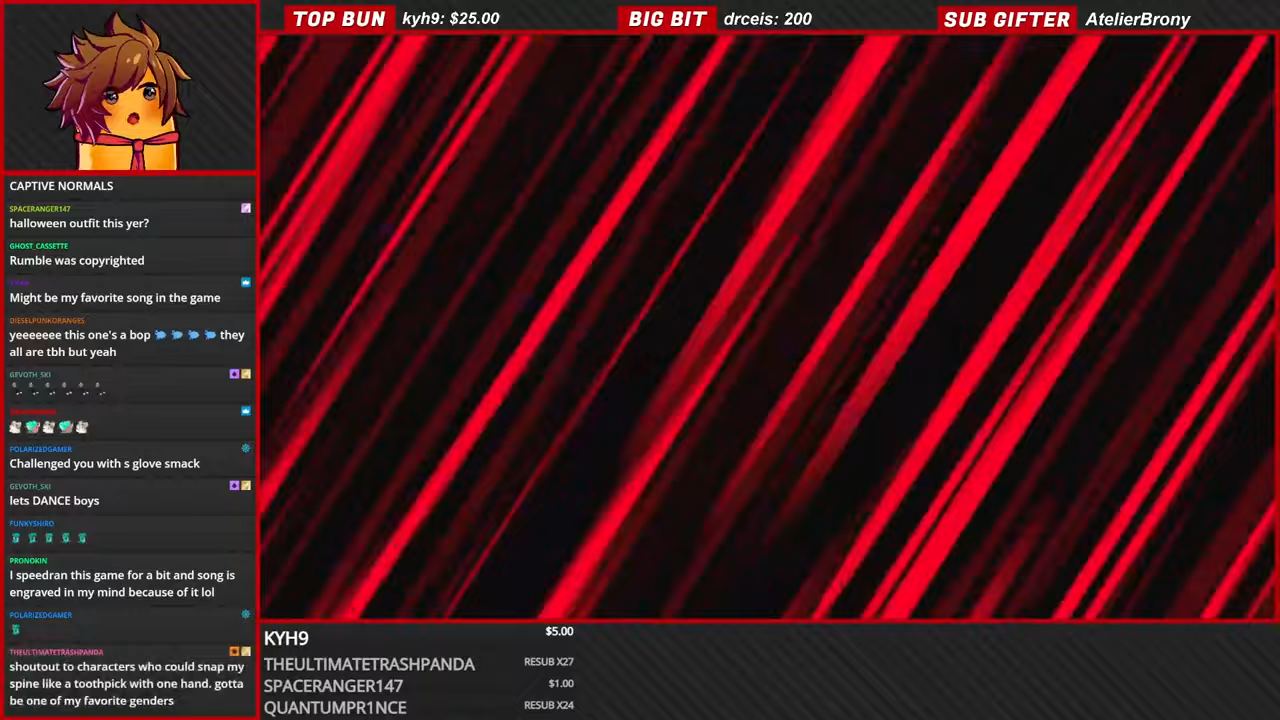 TOP BUN kyh9: $25.00 BIG BIT drceis: 200 SUB GIFTER AtelierBrony
CAPTIVE NORMALS
SPACERANGER147
halloween outfit this yer?
GHOST_CASSETTE
Rumble was copyrighted
Might be my favorite song in the game
DIESELPUNKORANGES
yeeeeeee this one's a bop they
all are tbh but yeah
GEVOTH_SKI
POLARIZEDGAMER
Challenged you with s glove smack
GEVOTH_SKI
lets DANCE boys
FUNKYSHIRO
PRONOKIN
I speedran this game for a bit and song is
engraved in my mind because of it lol
POLARIZEDGAMER
THEULTIMATETRASHPANDA
shoutout to characters who could snap my
spine like a toothpick with one hand. gotta
be one of my favorite genders
KYH9 $5.00
THEULTIMATETRASHPANDA RESUB X27
SPACERANGER147 $1.00
QUANTUMPR1NCE RESUB X24